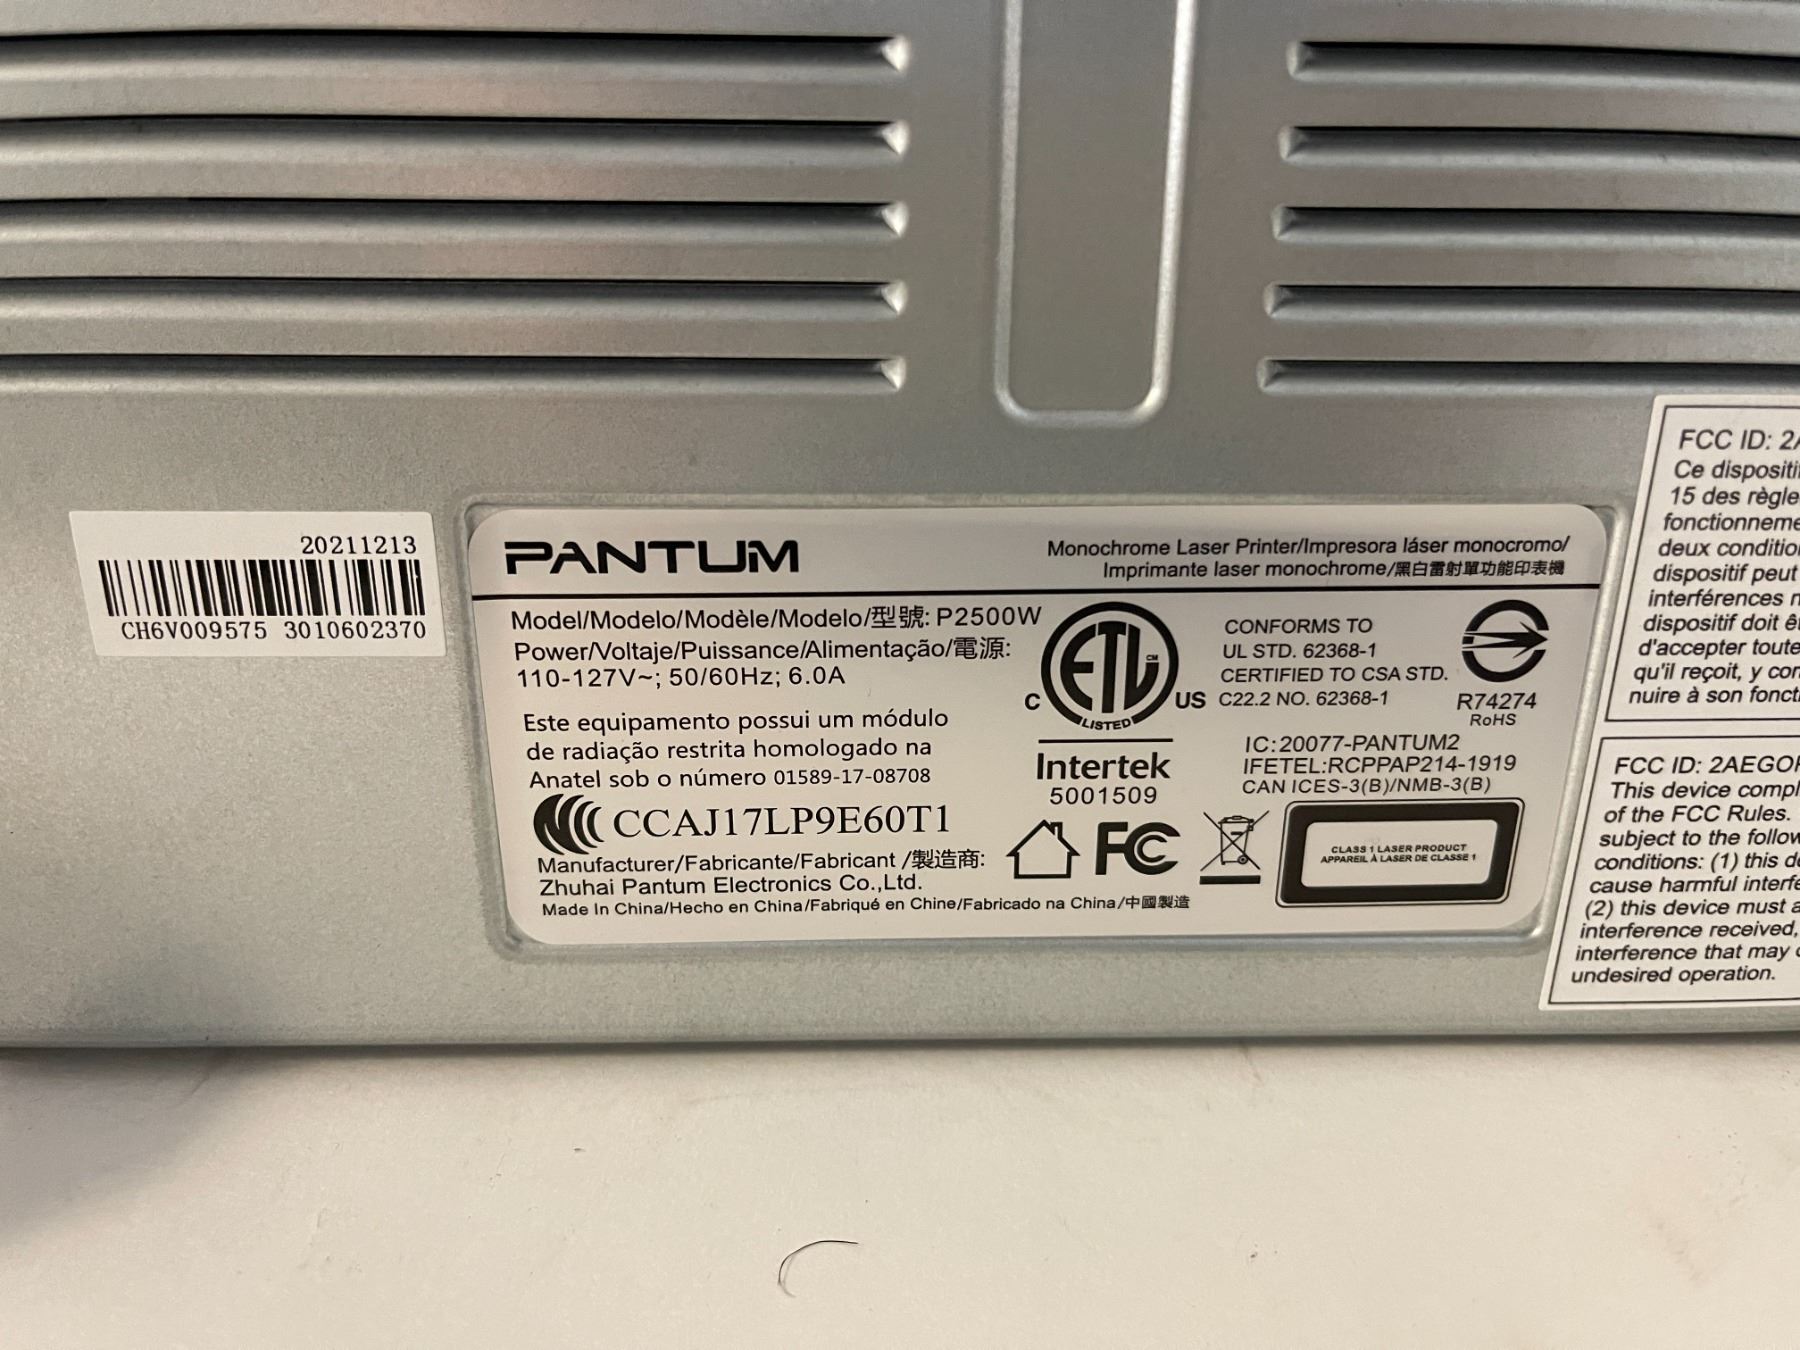 20211213
CH6V009575 3010602370
PANTUM
Monochrome Laser Printer/Impresora láser monocromo/
Imprimante laser monochrome/黑白雷射單功能印表機
Model/Modelo/Modèle/Modelo/型號: P2500W
Power/Voltaje/Puissance/Alimentação/電源:
110-127V~; 50/60Hz; 6.0A
Este equipamento possui um módulo
de radiação restrita homologado na
Anatel sob o número 01589-17-08708
CCAJ17LP9E60T1
Manufacturer/Fabricante/Fabricant /製造商:
Zhuhai Pantum Electronics Co.,Ltd.
Made In China/Hecho en China/Fabriqué en Chine/Fabricado na China/中國製造
ETL CM
C US
LISTED
Intertek
5001509
FC
CONFORMS TO
UL STD. 62368-1
CERTIFIED TO CSA STD.
C22.2 NO. 62368-1
R74274
RoHS
IC:20077-PANTUM2
IFETEL:RCPPAP214-1919
CAN ICES-3(B)/NMB-3(B)
CLASS 1 LASER PRODUCT
APPAREIL À LASER DE CLASSE 1
FCC ID:
Ce dispositi
15 des règle
fonctionneme
deux conditio
dispositif peut
interférences n
dispositif doit
d'accepter toute
qu'il reçoit, y con
nuire à son foncti
FCC ID: 2AEGO
This device compl
of the FCC Rules.
subject to the follow
conditions: (1) this d
cause harmful interfe
(2) this device must a
interference received,
interference that may
undesired operation.